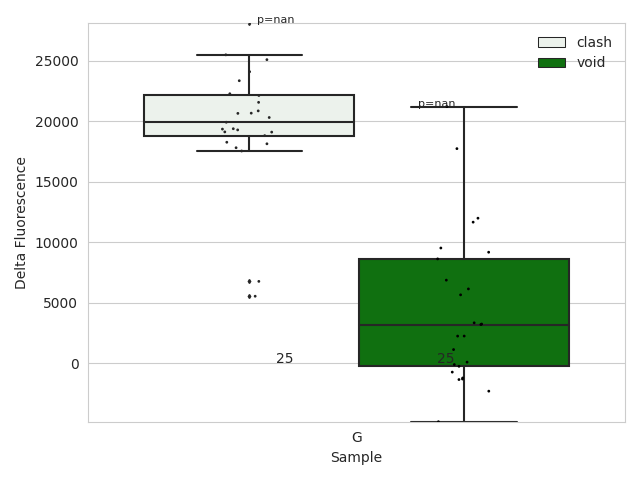 p=nan
clash
void
p=nan
25000
20000
15000
10000
5000
0
Delta Fluorescence
25
25
G
Sample